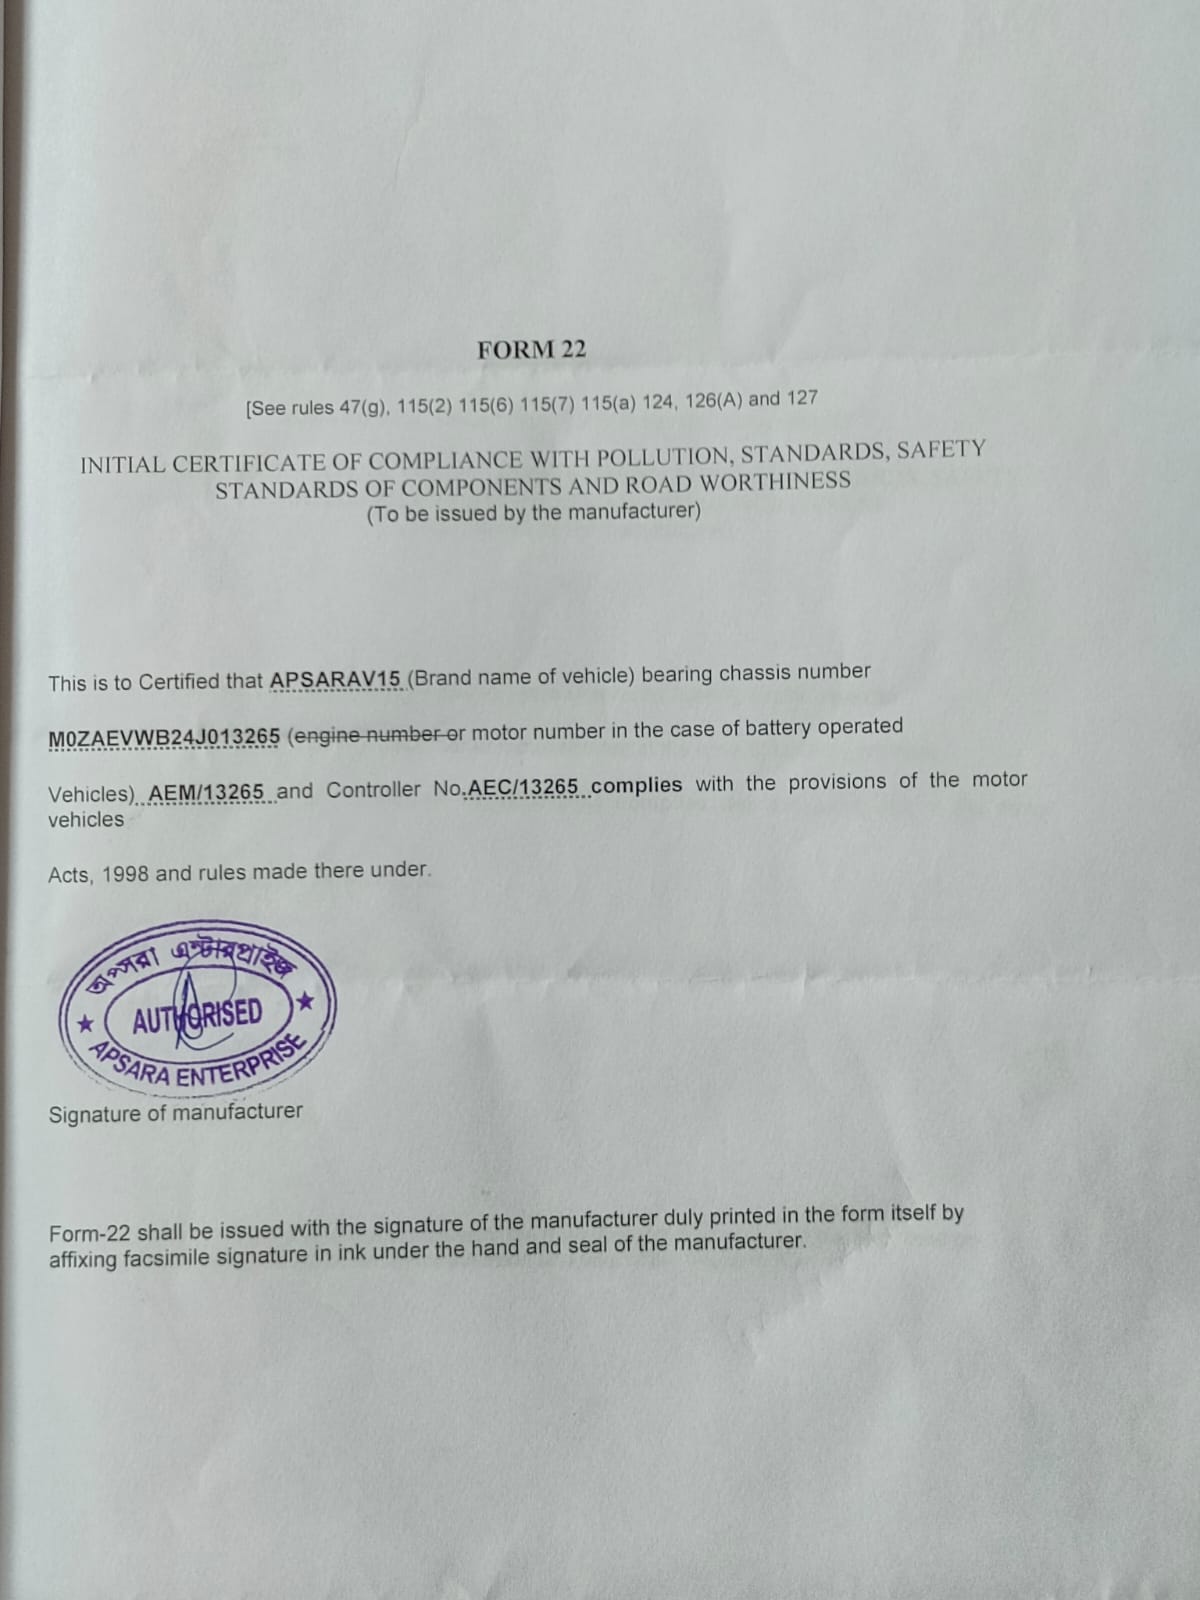 FORM 22
[See rules 47(g), 115(2) 115(6) 115(7) 115(a) 124, 126(A) and 127
INITIAL CERTIFICATE OF COMPLIANCE WITH POLLUTION, STANDARDS, SAFETY
STANDARDS OF COMPONENTS AND ROAD WORTHINESS
(To be issued by the manufacturer)
This is to Certified that APSARAV15 (Brand name of vehicle) bearing chassis number
M0ZAEVWB24J013265 (engine number or motor number in the case of battery operated
Vehicles) AEM/13265 and Controller No.AEC/13265 complies with the provisions of the motor
vehicles
Acts, 1998 and rules made there under.
অপ্সরা এন্টারপ্রাইজ
AUTHORISED
APSARA ENTERPRISE
Signature of manufacturer
Form-22 shall be issued with the signature of the manufacturer duly printed in the form itself by
affixing facsimile signature in ink under the hand and seal of the manufacturer.